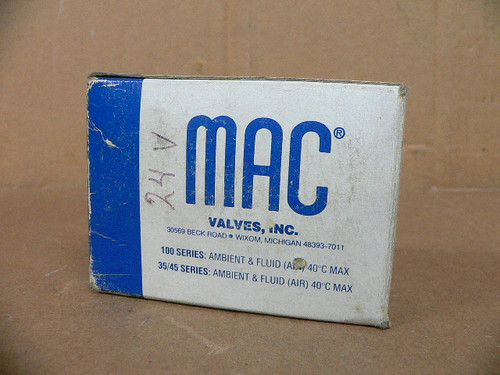 MAC®
24 V
VALVES, INC.
30569 BECK ROAD • WIXOM, MICHIGAN 48393-7011
100 SERIES: AMBIENT & FLUID (AIR) 40°C MAX
35/45 SERIES: AMBIENT & FLUID (AIR) 40°C MAX